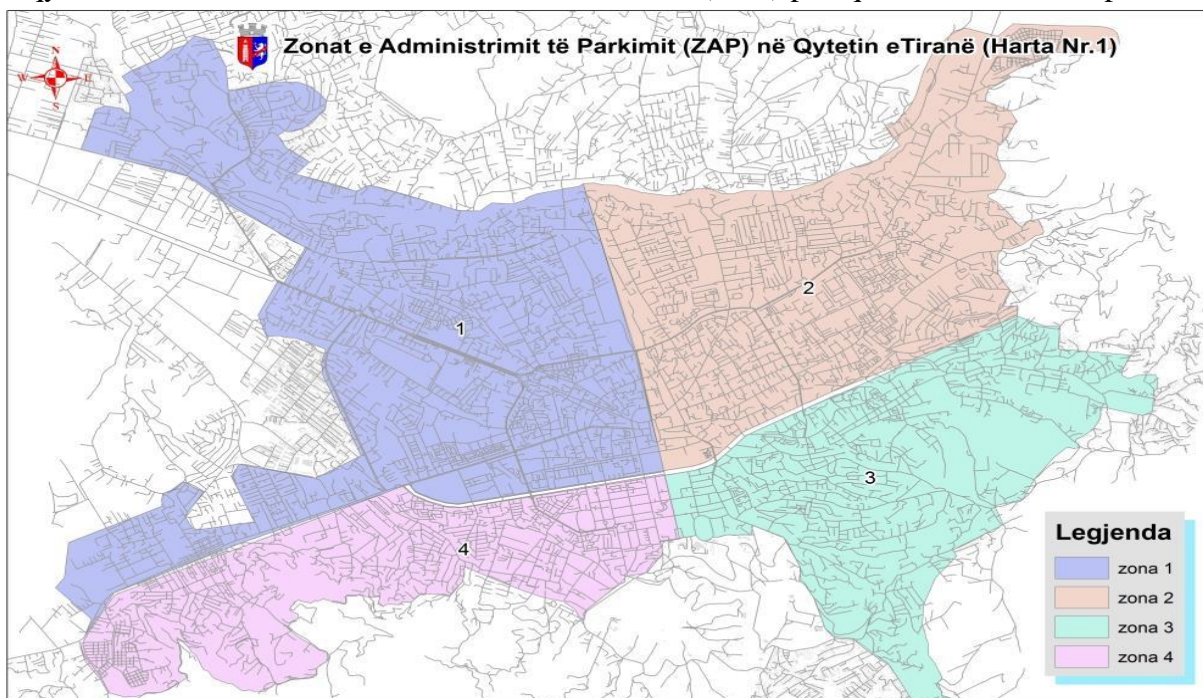 Zonat e Administrimit të Parkimit (ZAP) në Qytetin eTiranë (Harta Nr.1)
N
W E
S
1
2
3
4
Legjenda
zona 1
zona 2
zona 3
zona 4